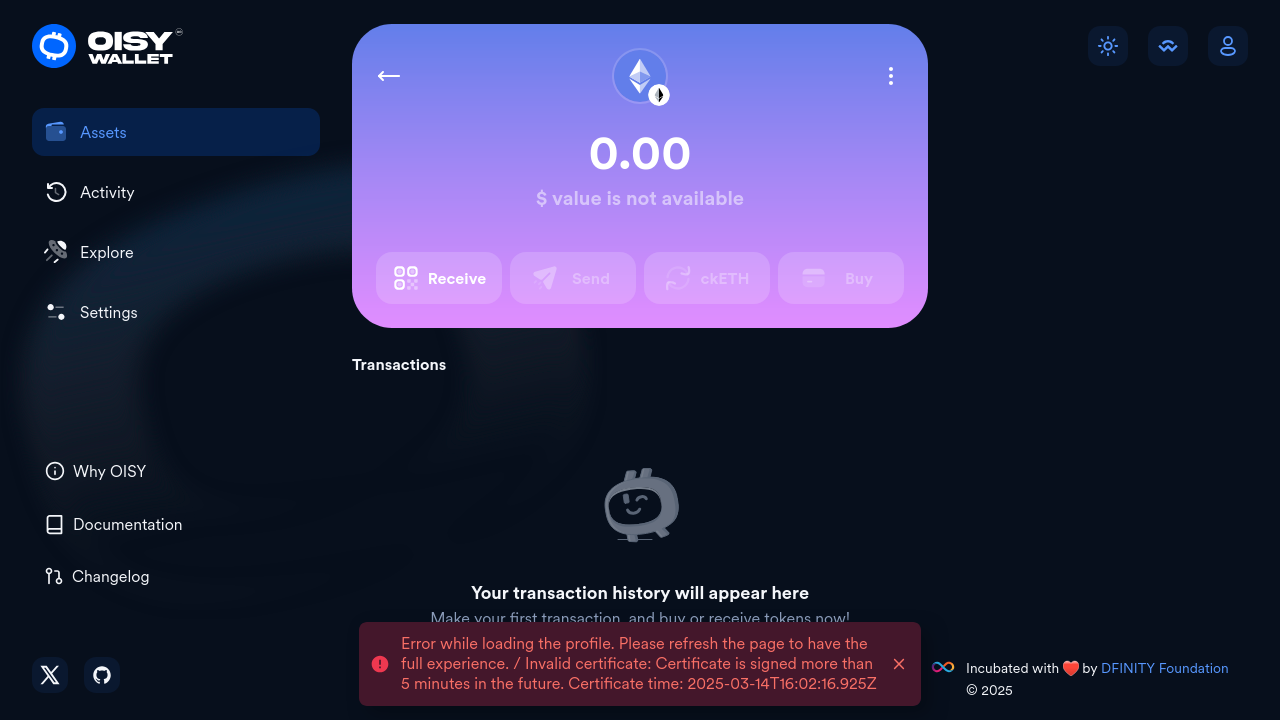 OISY
WALLET
Assets
Activity
Explore
Settings
Why OISY
Documentation
Changelog
0.00
$ value is not available
Receive
Send
ckETH
Buy
Transactions
Your transaction history will appear here
Make your first transaction, and buy or receive tokens now!
Error while loading the profile. Please refresh the page to have the
full experience. / Invalid certificate: Certificate is signed more than
5 minutes in the future. Certificate time: 2025-03-14T16:02:16.925Z
Incubated with ❤️ by DFINITY Foundation
© 2025